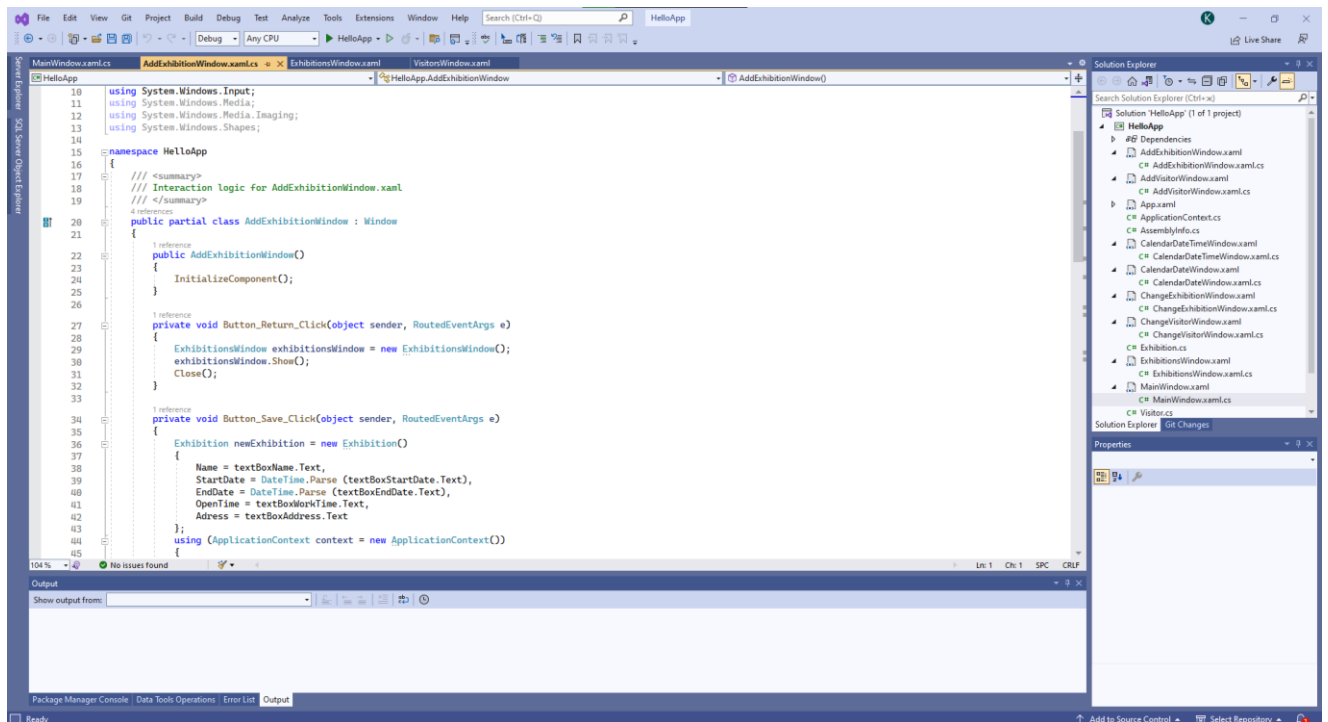 File Edit View Git Project Build Debug Test Analyze Tools Extensions Window Help Search (Ctrl+Q) HelloApp K
Debug Any CPU HelloApp Live Share
Server Explorer SQL Server Object Explorer
MainWindow.xaml.cs AddExhibitionWindow.xaml.cs ExhibitionsWindow.xaml VisitorsWindow.xaml
HelloApp HelloApp.AddExhibitionWindow AddExhibitionWindow()
10 using System.Windows.Input;
11 using System.Windows.Media;
12 using System.Windows.Media.Imaging;
13 using System.Windows.Shapes;
14
15 namespace HelloApp
16 {
17 /// <summary>
18 /// Interaction logic for AddExhibitionWindow.xaml
19 /// </summary>
4 references
20 public partial class AddExhibitionWindow : Window
21 {
1 reference
22 public AddExhibitionWindow()
23 {
24 InitializeComponent();
25 }
26
1 reference
27 private void Button_Return_Click(object sender, RoutedEventArgs e)
28 {
29 ExhibitionsWindow exhibitionsWindow = new ExhibitionsWindow();
30 exhibitionsWindow.Show();
31 Close();
32 }
33
1 reference
34 private void Button_Save_Click(object sender, RoutedEventArgs e)
35 {
36 Exhibition newExhibition = new Exhibition()
37 {
38 Name = textBoxName.Text,
39 StartDate = DateTime.Parse (textBoxStartDate.Text),
40 EndDate = DateTime.Parse (textBoxEndDate.Text),
41 OpenTime = textBoxWorkTime.Text,
42 Adress = textBoxAddress.Text
43 };
44 using (ApplicationContext context = new ApplicationContext())
45 {
104 % No issues found Ln: 1 Ch: 1 SPC CRLF
Output
Show output from:
Package Manager Console Data Tools Operations Error List Output
Solution Explorer
Search Solution Explorer (Ctrl+ж)
Solution 'HelloApp' (1 of 1 project)
HelloApp
Dependencies
AddExhibitionWindow.xaml
C# AddExhibitionWindow.xaml.cs
AddVisitorWindow.xaml
C# AddVisitorWindow.xaml.cs
App.xaml
C# ApplicationContext.cs
C# AssemblyInfo.cs
CalendarDateTimeWindow.xaml
C# CalendarDateTimeWindow.xaml.cs
CalendarDateWindow.xaml
C# CalendarDateWindow.xaml.cs
ChangeExhibitionWindow.xaml
C# ChangeExhibitionWindow.xaml.cs
ChangeVisitorWindow.xaml
C# ChangeVisitorWindow.xaml.cs
C# Exhibition.cs
ExhibitionsWindow.xaml
C# ExhibitionsWindow.xaml.cs
MainWindow.xaml
C# MainWindow.xaml.cs
C# Visitor.cs
Solution Explorer Git Changes
Properties
Ready Add to Source Control Select Repository